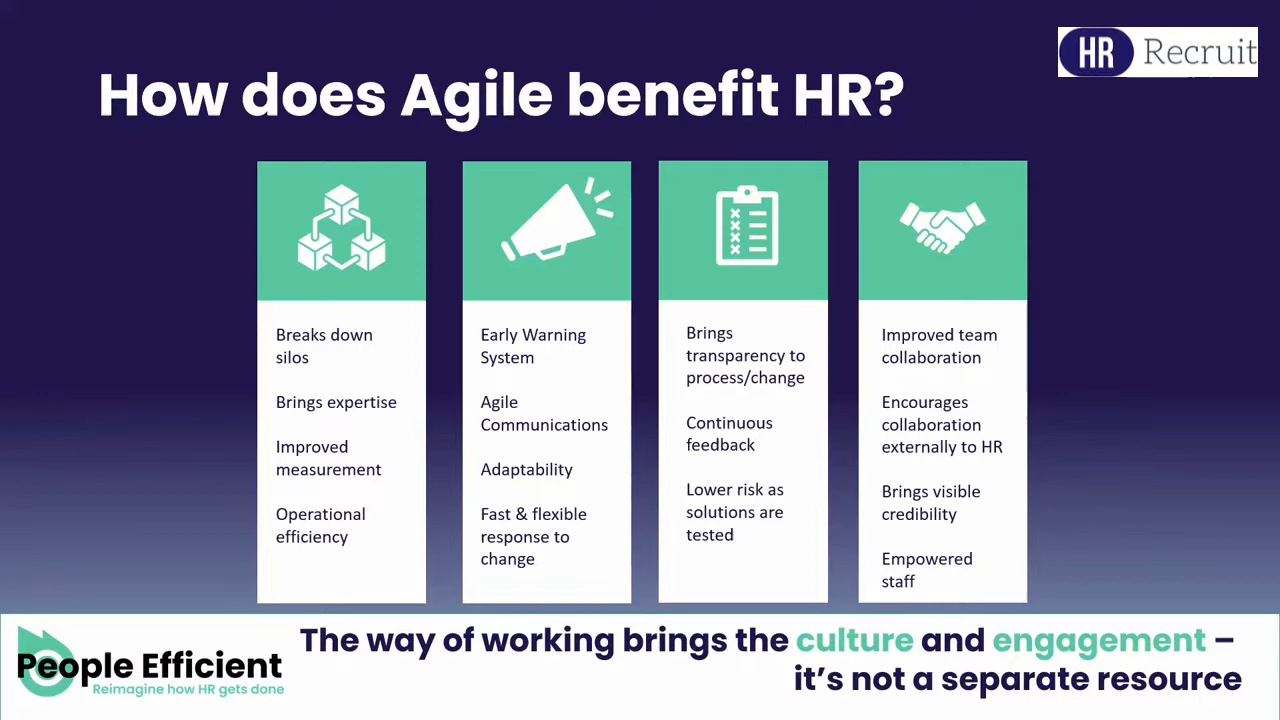 HR Recruit
How does Agile benefit HR?
Breaks down
silos
Brings expertise
Improved
measurement
Operational
efficiency
Early Warning
System
Agile
Communications
Adaptability
Fast & flexible
response to
change
Brings
transparency to
process/change
Continuous
feedback
Lower risk as
solutions are
tested
Improved team
collaboration
Encourages
collaboration
externally to HR
Brings visible
credibility
Empowered
staff
People Efficient
Reimagine how HR gets done
The way of working brings the culture and engagement –
it’s not a separate resource